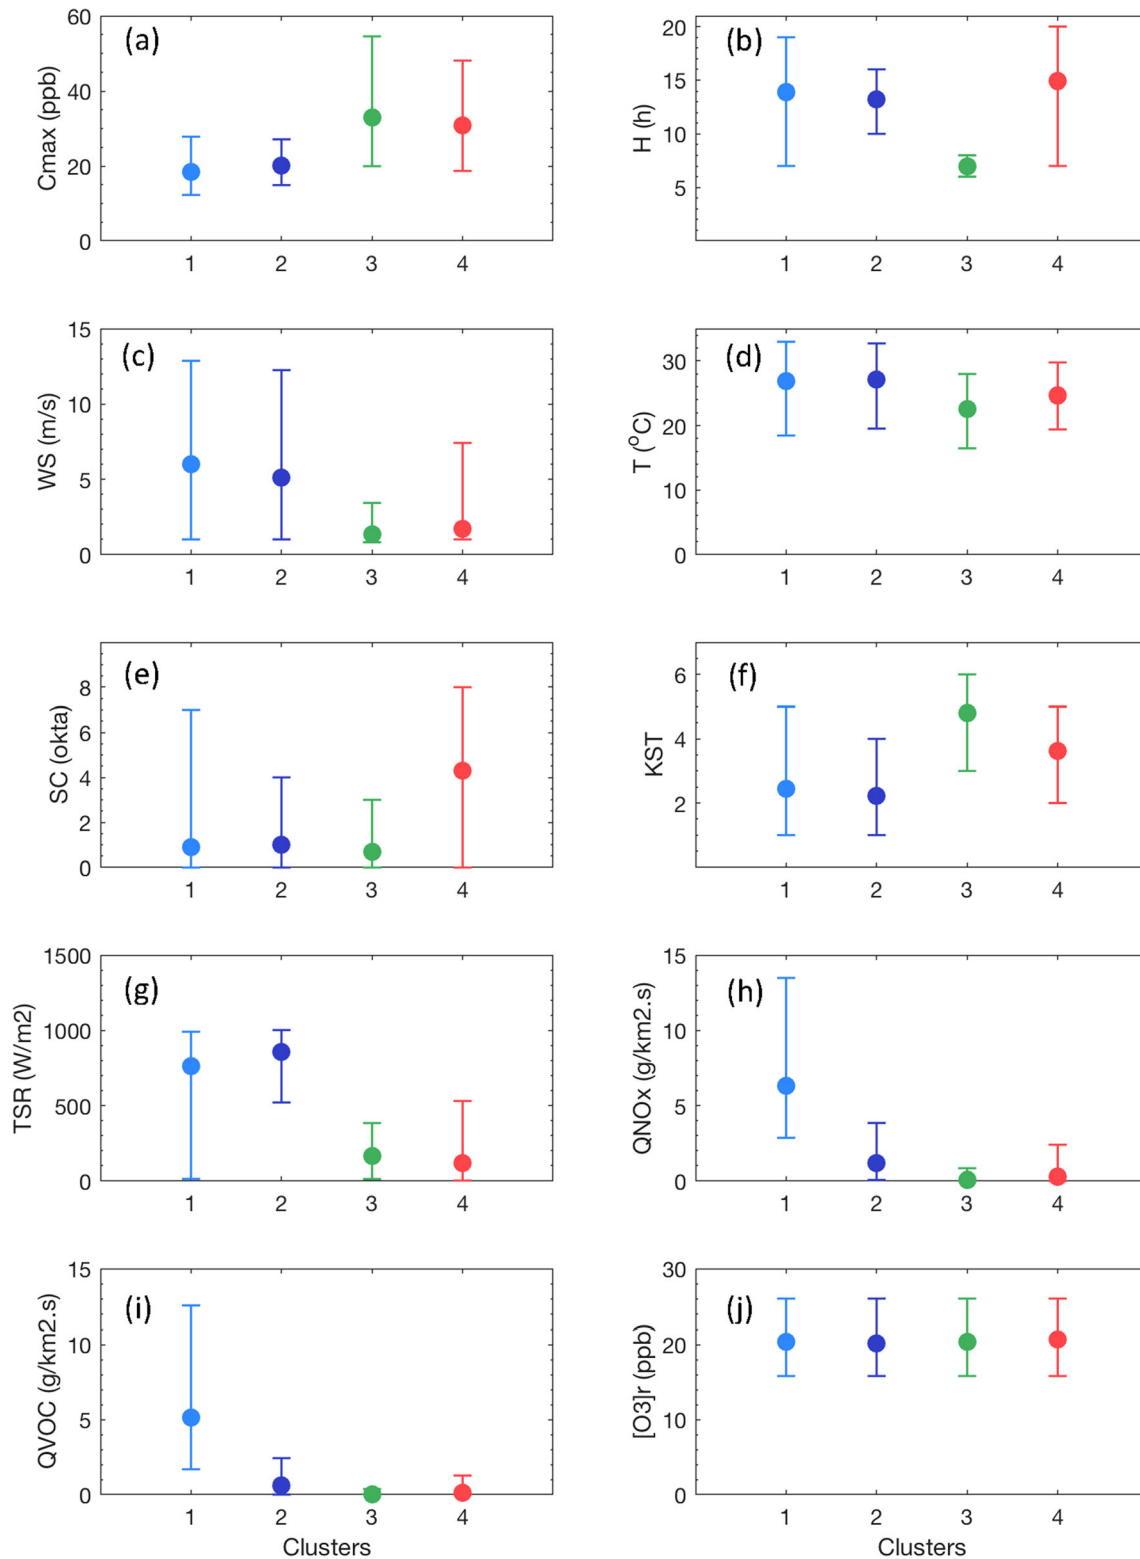 (a)
Cmax (ppb)
60
40
20
0
1 2 3 4
(b)
H (h)
20
15
10
5
1 2 3 4
(c)
WS (m/s)
15
10
5
0
1 2 3 4
(d)
T (°C)
30
20
10
0
1 2 3 4
(e)
SC (okta)
8
6
4
2
0
1 2 3 4
(f)
KST
6
4
2
1 2 3 4
(g)
TSR (W/m2)
1500
1000
500
0
1 2 3 4
(h)
QNOx (g/km2.s)
15
10
5
0
1 2 3 4
(i)
QVOC (g/km2.s)
15
10
5
0
1 2 3 4
Clusters
(j)
[O3]r (ppb)
30
20
10
0
1 2 3 4
Clusters